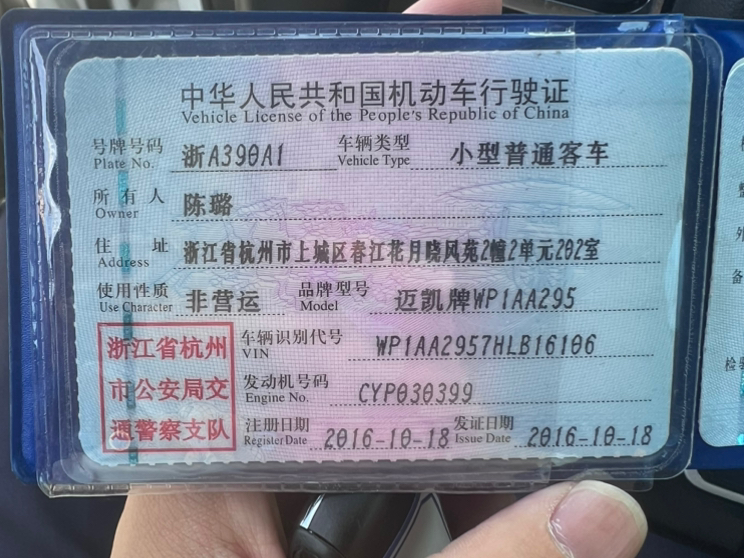 中华人民共和国机动车行驶证
Vehicle License of the People's Republic of China
号牌号码 浙A390A1 车辆类型 小型普通客车
Plate No. Vehicle Type
所有人 陈璐
Owner
住址 浙江省杭州市上城区春江花月晓风苑2幢2单元202室
Address
使用性质 非营运 品牌型号 迈凯牌WP1AA295
Use Character Model
浙江省杭州
市公安局交
通警察支队
车辆识别代号 WP1AA2957HLB16106
VIN
发动机号码 CYP030399
Engine No.
注册日期 2016-10-18 发证日期 2016-10-18
Register Date Issue Date